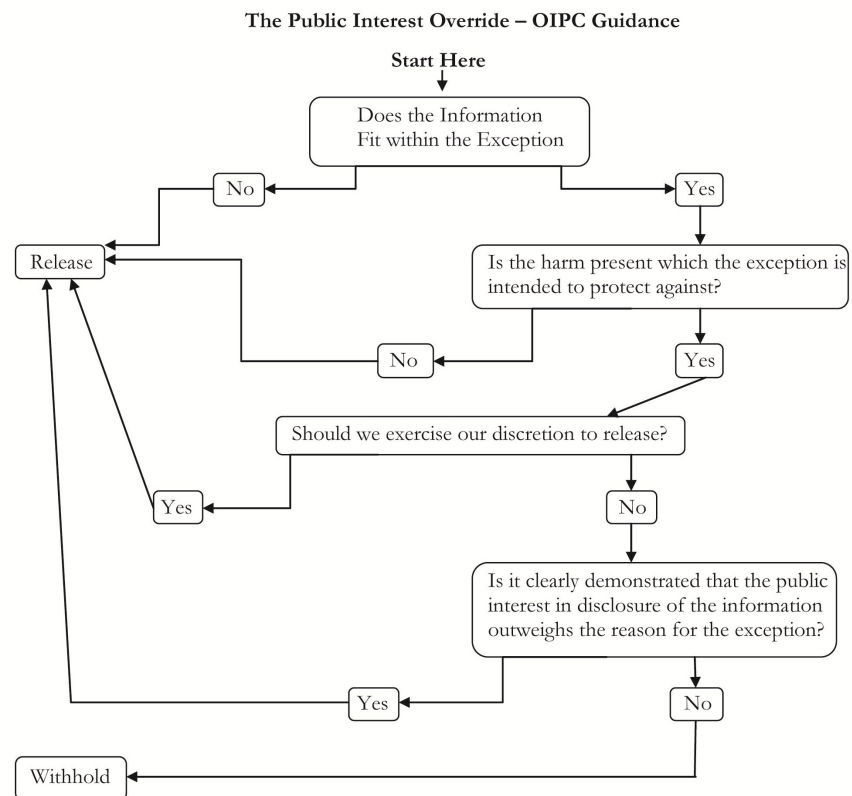 The Public Interest Override – OIPC Guidance
Start Here
Does the Information
Fit within the Exception
No
Yes
Release
Is the harm present which the exception is
intended to protect against?
No
Yes
Should we exercise our discretion to release?
Yes
No
Is it clearly demonstrated that the public
interest in disclosure of the information
outweighs the reason for the exception?
Yes
No
Withhold